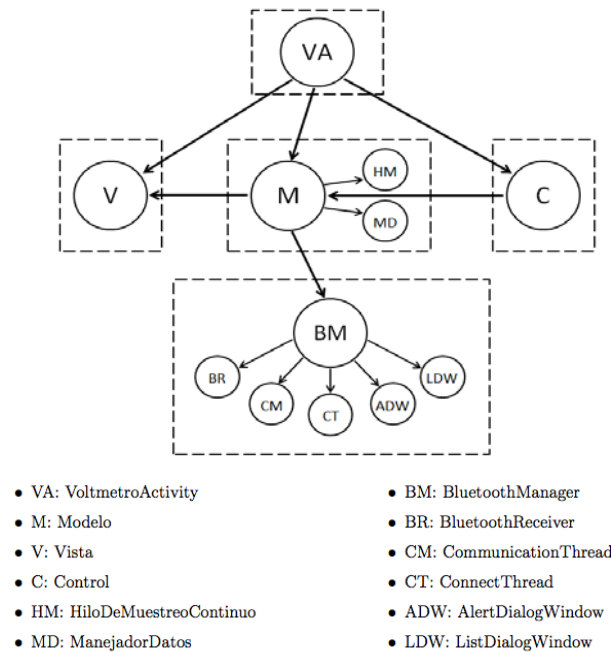 VA
V
M
HM
MD
C
BM
BR
CM
CT
ADW
LDW
• VA: VoltmetroActivity
• M: Modelo
• V: Vista
• C: Control
• HM: HiloDeMuestreoContinuo
• MD: ManejadorDatos
• BM: BluetoothManager
• BR: BluetoothReceiver
• CM: CommunicationThread
• CT: ConnectThread
• ADW: AlertDialogWindow
• LDW: ListDialogWindow